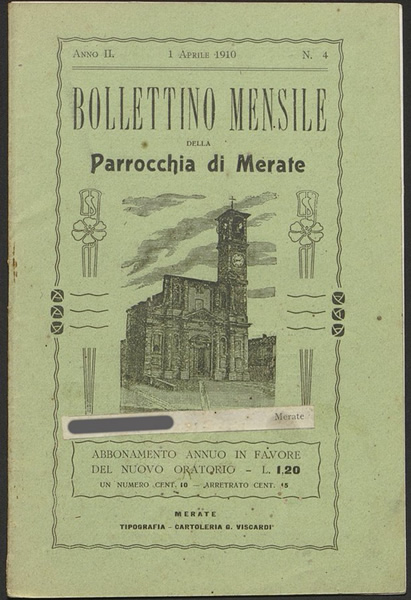 ANNO II. 1 APRILE 1910 N. 4
BOLLETTINO MENSILE
DELLA
Parrocchia di Merate
Merate
ABBONAMENTO ANNUO IN FAVORE
DEL NUOVO ORATORIO - L. 1,20
UN NUMERO CENT. 10 - ARRETRATO CENT. 15
MERATE
TIPOGRAFIA - CARTOLERIA G. VISCARDI